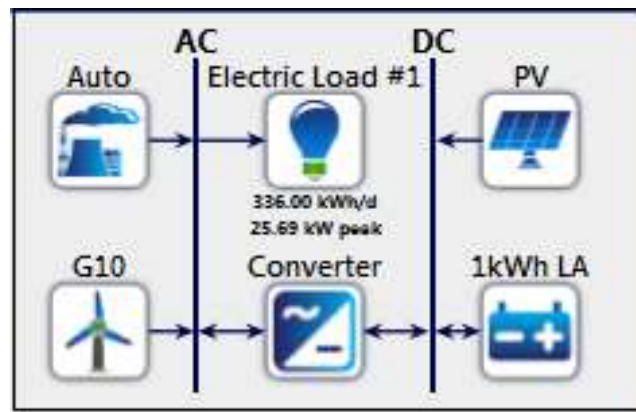 AC DC
Auto Electric Load #1 PV
336.00 kWh/d
25.69 kW peak
G10 Converter 1kWh LA